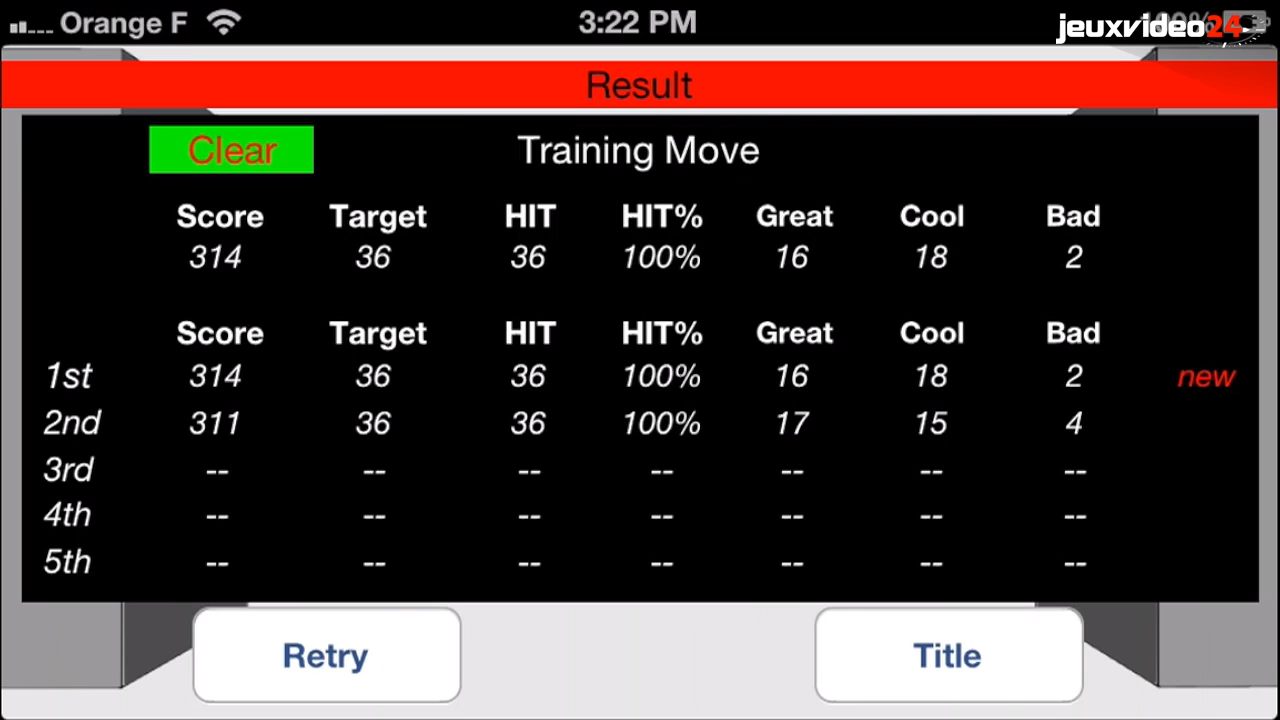 Orange F 3:22 PM 100%
jeuxvideo24
Result
Clear Training Move
Score Target HIT HIT% Great Cool Bad
314 36 36 100% 16 18 2
Score Target HIT HIT% Great Cool Bad
1st 314 36 36 100% 16 18 2 new
2nd 311 36 36 100% 17 15 4
3rd -- -- -- -- -- -- --
4th -- -- -- -- -- -- --
5th -- -- -- -- -- -- --
Retry Title